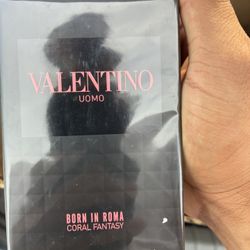 VALENTINO
UOMO
BORN IN ROMA
CORAL FANTASY